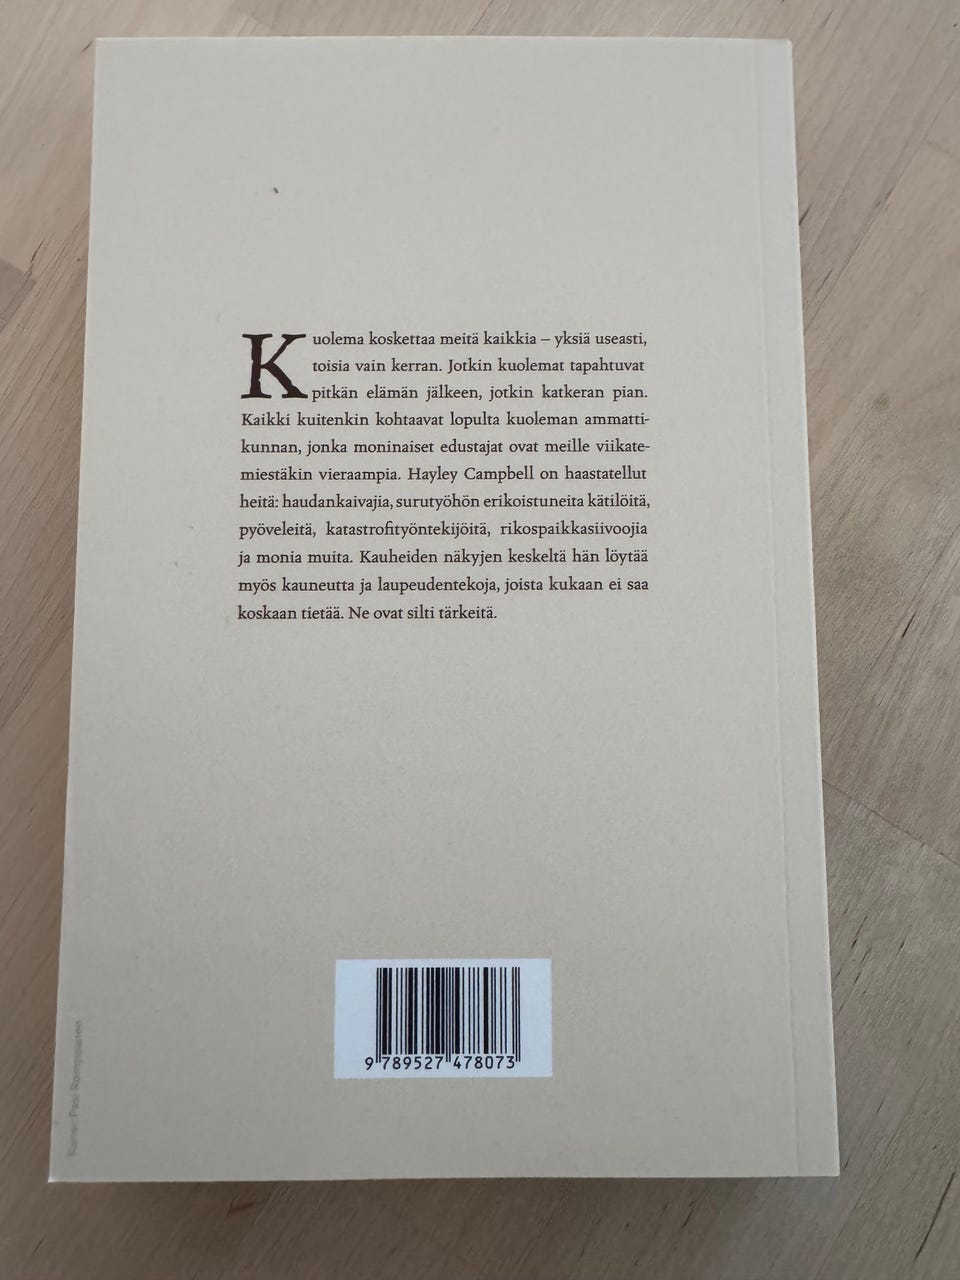 Kuolema koskettaa meitä kaikkia – yksiä useasti,
toisia vain kerran. Jotkin kuolemat tapahtuvat
pitkän elämän jälkeen, jotkin katkeran pian.
Kaikki kuitenkin kohtaavat lopulta kuoleman ammatti-
kunnan, jonka moninaiset edustajat ovat meille viikate-
miestäkin vieraampia. Hayley Campbell on haastatellut
heitä: haudankaivajia, surutyöhön erikoistuneita kätilöitä,
pyöveleitä, katastrofityöntekijöitä, rikospaikkasiivoojia
ja monia muita. Kauheiden näkyjen keskeltä hän löytää
myös kauneutta ja laupeudentekoja, joista kukaan ei saa
koskaan tietää. Ne ovat silti tärkeitä.
9 789527 478073